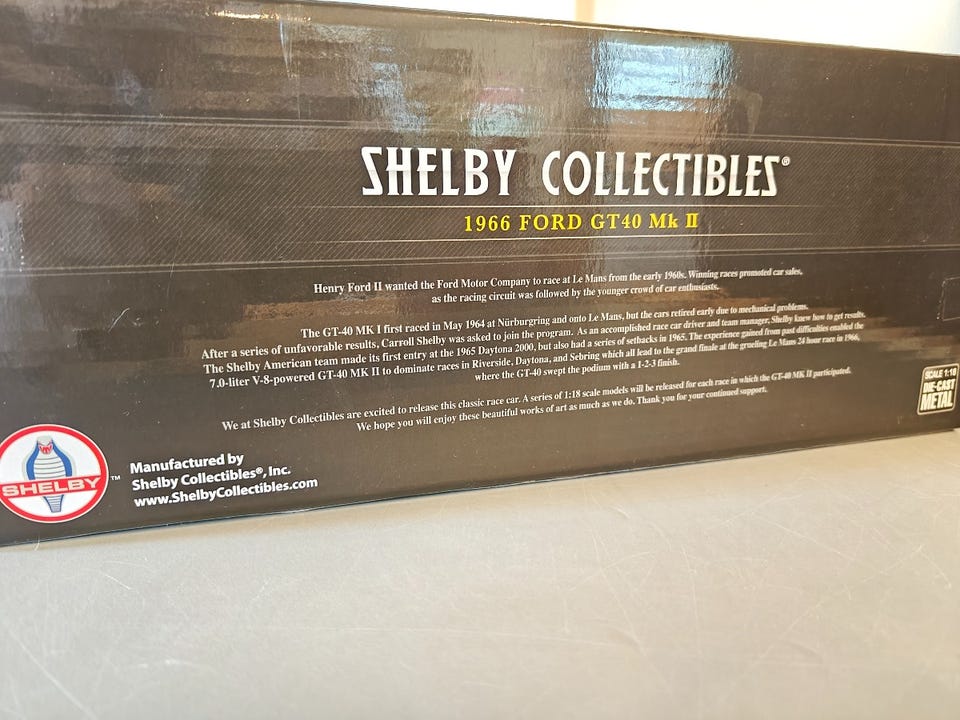 SHELBY COLLECTIBLES®
1966 FORD GT40 Mk II
Henry Ford II wanted the Ford Motor Company to race at Le Mans from the early 1960s. Winning races promoted car sales,
as the racing circuit was followed by the younger crowd of car enthusiasts.
The GT-40 MK I first raced in May 1964 at Nürburgring and onto Le Mans, but the cars retired early due to mechanical problems.
After a series of unfavorable results, Carroll Shelby was asked to join the program. As an accomplished race car driver and team manager, Shelby knew how to get results.
The Shelby American team made its first entry at the 1965 Daytona 2000, but also had a series of setbacks in 1965. The experience gained from past difficulties enabled the
7.0-liter V-8-powered GT-40 MK II to dominate races in Riverside, Daytona, and Sebring which all lead to the grand finale at the grueling Le Mans 24 hour race in 1966,
where the GT-40 swept the podium with a 1-2-3 finish.
We at Shelby Collectibles are excited to release this classic race car. A series of 1:18 scale models will be released for each race in which the GT-40 MK II participated.
We hope you will enjoy these beautiful works of art as much as we do. Thank you for your continued support.
SCALE 1:18
DIE-CAST
METAL
SHELBY ™
Manufactured by
Shelby Collectibles®, Inc.
www.ShelbyCollectibles.com